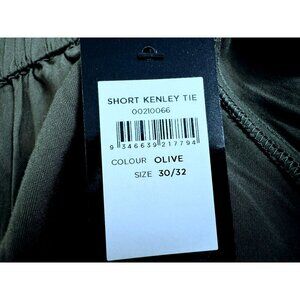 SHORT KENLEY TIE
00210066
9 346639 217794
COLOUR OLIVE
SIZE 30/32